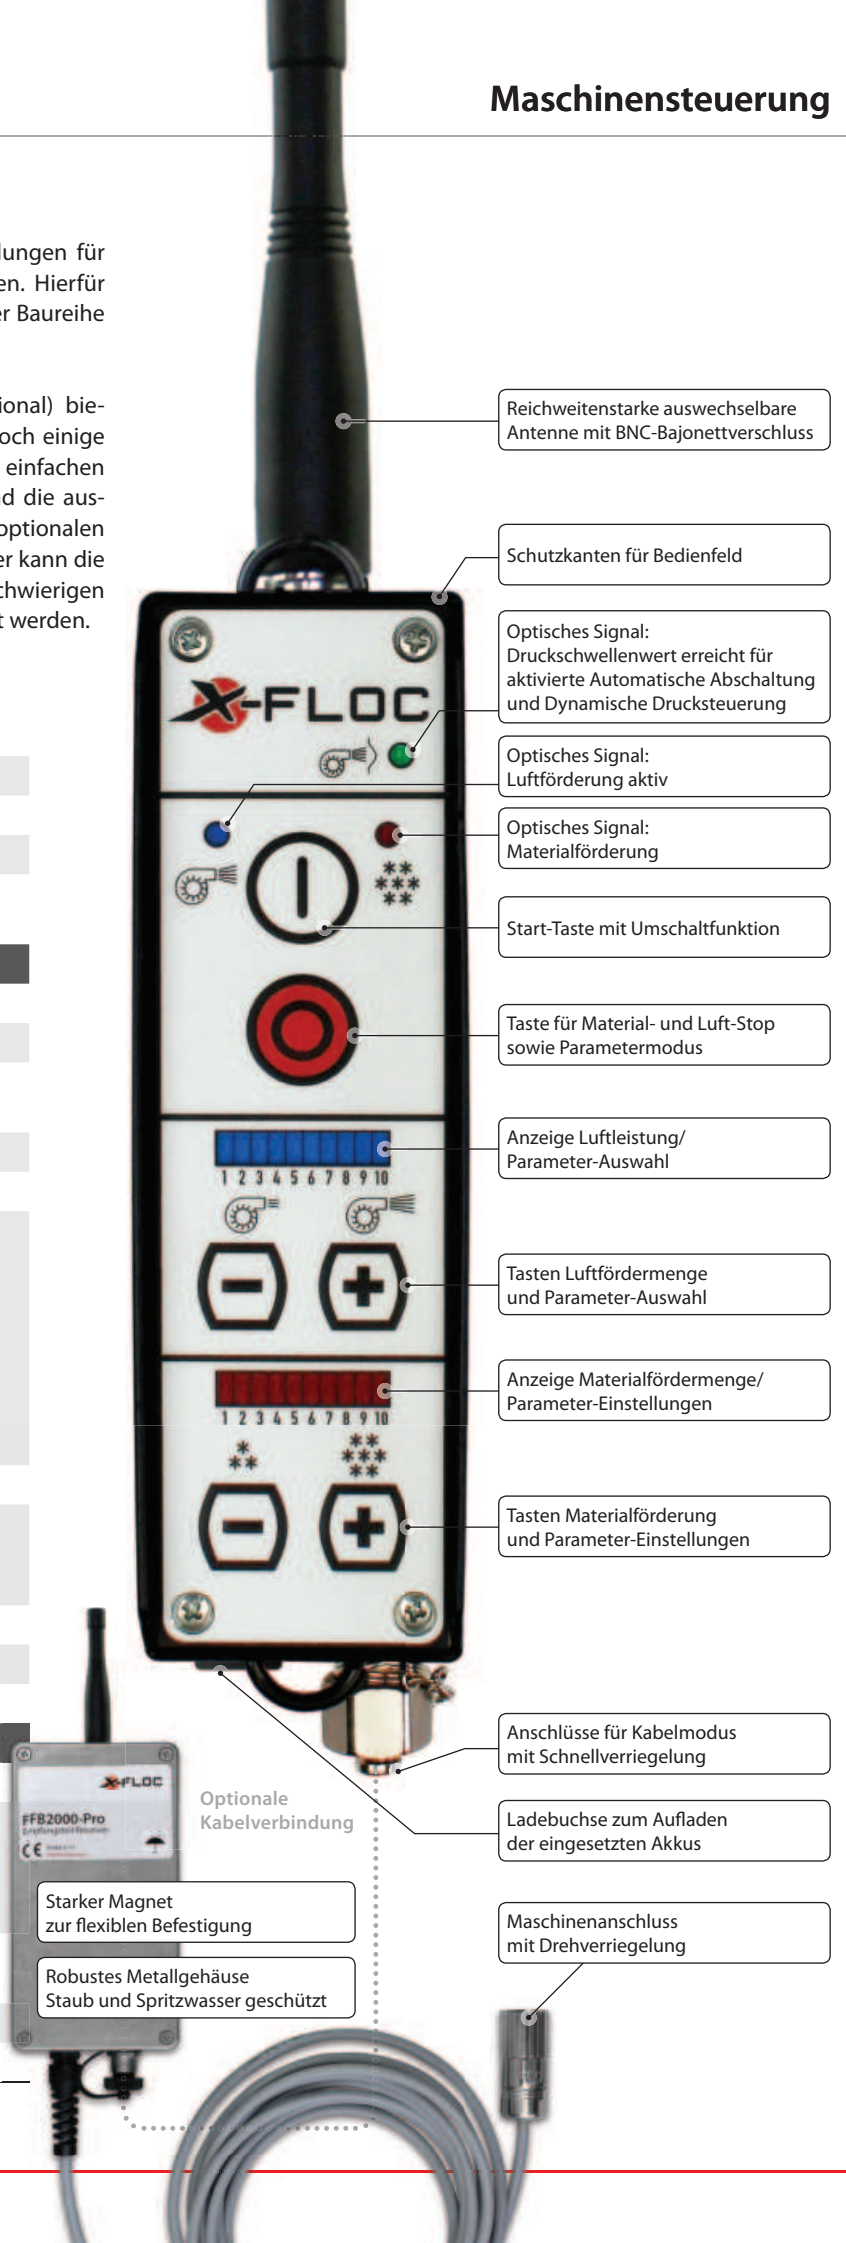 Maschinensteuerung
lungen für
en. Hierfür
er Baureihe
ional) bie-
och einige
einfachen
d die aus-
optionalen
er kann die
chwierigen
t werden.
Reichweitenstarke auswechselbare
Antenne mit BNC-Bajonettverschluss
Schutzkanten für Bedienfeld
Optisches Signal:
Druckschwellenwert erreicht für
aktivierte Automatische Abschaltung
und Dynamische Drucksteuerung
X-FLOC
Optisches Signal:
Luftförderung aktiv
Optisches Signal:
Materialförderung
Start-Taste mit Umschaltfunktion
Taste für Material- und Luft-Stop
sowie Parametermodus
Anzeige Luftleistung/
Parameter-Auswahl
1 2 3 4 5 6 7 8 9 10
Tasten Luftfördermenge
und Parameter-Auswahl
Anzeige Materialfördermenge/
Parameter-Einstellungen
1 2 3 4 5 6 7 8 9 10
Tasten Materialförderung
und Parameter-Einstellungen
Anschlüsse für Kabelmodus
mit Schnellverriegelung
Optionale
Kabelverbindung
Ladebuchse zum Aufladen
der eingesetzten Akkus
X-FLOC
FFB2000-Pro
CE
Starker Magnet
zur flexiblen Befestigung
Robustes Metallgehäuse
Staub und Spritzwasser geschützt
Maschinenanschluss
mit Drehverriegelung